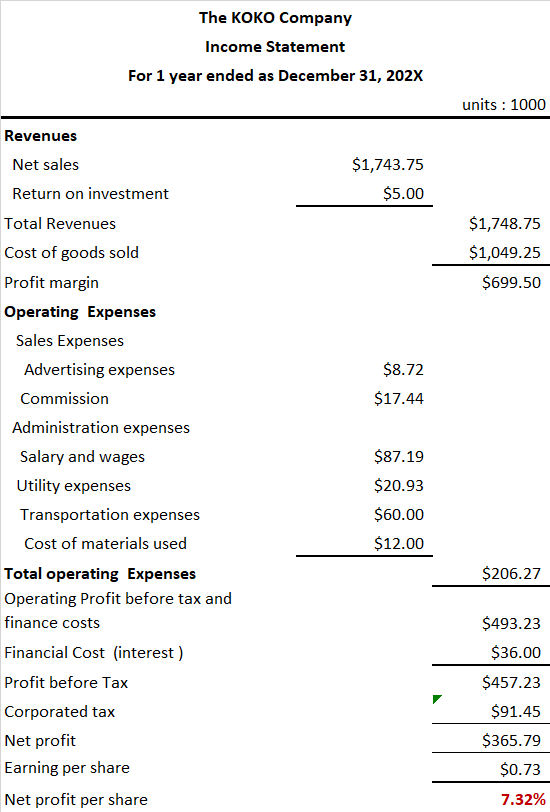 The KOKO Company
Income Statement
For 1 year ended as December 31, 202X
units : 1000
Revenues
Net sales $1,743.75
Return on investment $5.00
Total Revenues $1,748.75
Cost of goods sold $1,049.25
Profit margin $699.50
Operating Expenses
Sales Expenses
Advertising expenses $8.72
Commission $17.44
Administration expenses
Salary and wages $87.19
Utility expenses $20.93
Transportation expenses $60.00
Cost of materials used $12.00
Total operating Expenses $206.27
Operating Profit before tax and
finance costs $493.23
Financial Cost (interest ) $36.00
Profit before Tax $457.23
Corporated tax $91.45
Net profit $365.79
Earning per share $0.73
Net profit per share 7.32%